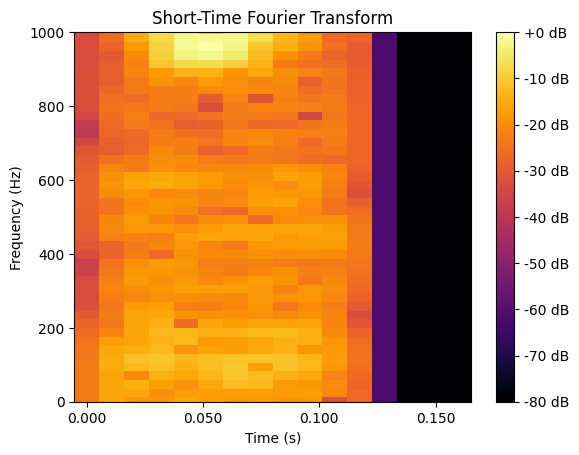 Short-Time Fourier Transform
1000
800
600
400
200
0
Frequency (Hz)
0.000
0.050
0.100
0.150
Time (s)
+0 dB
-10 dB
-20 dB
-30 dB
-40 dB
-50 dB
-60 dB
-70 dB
-80 dB